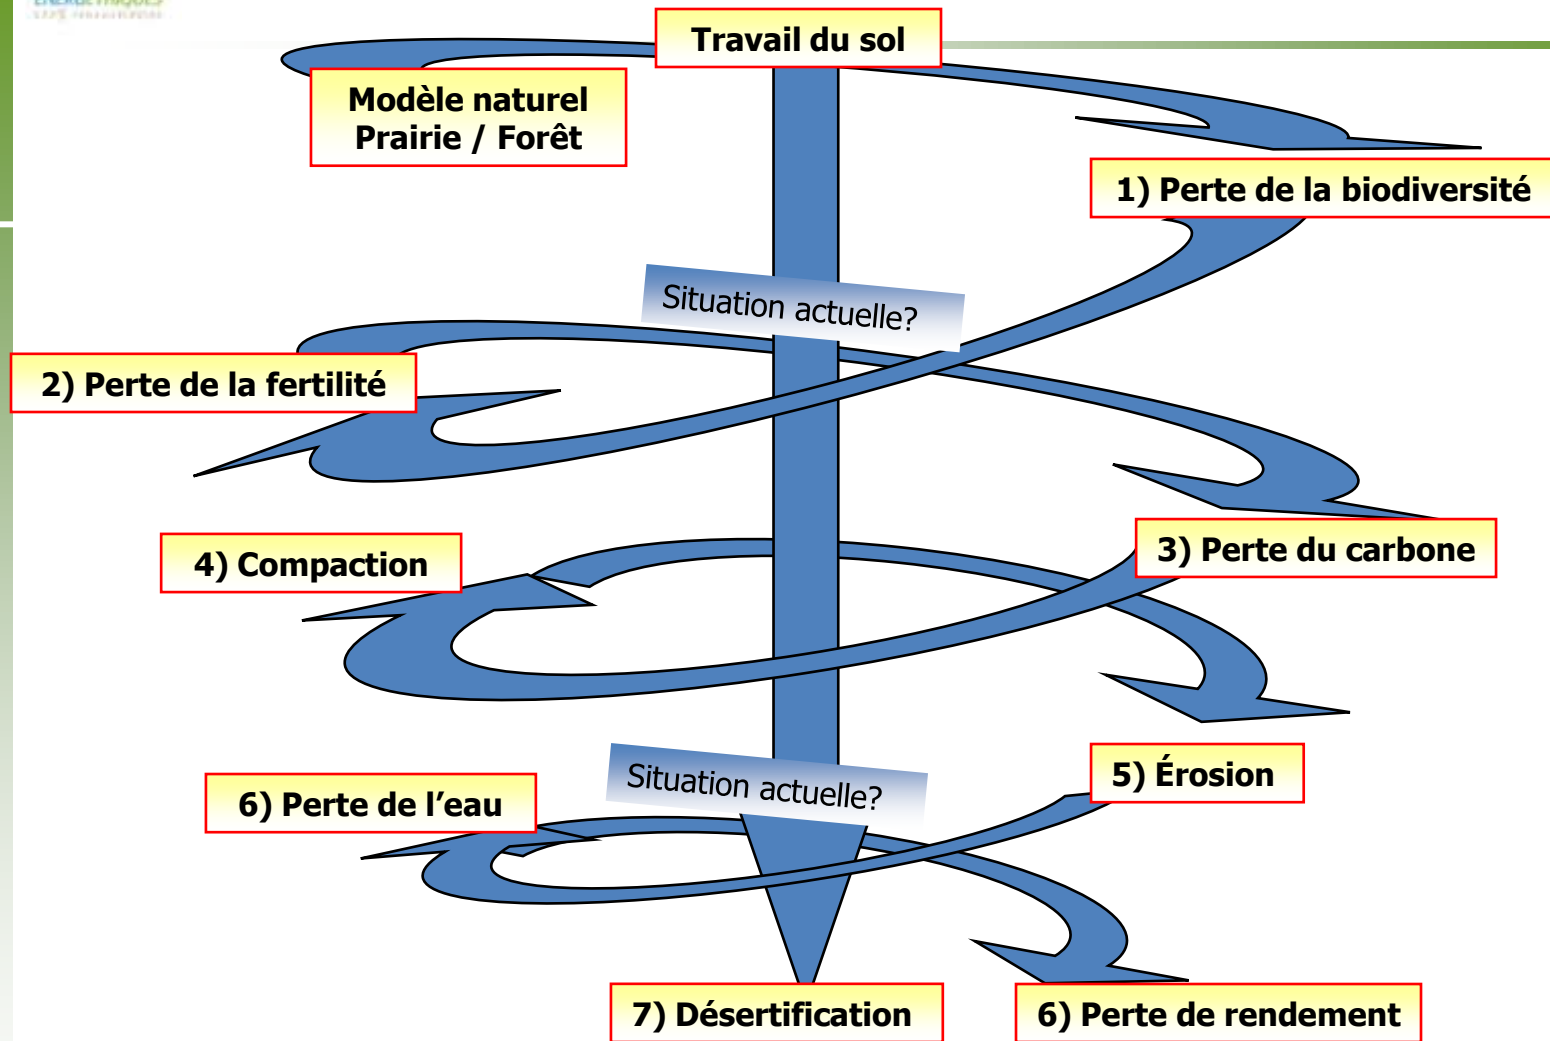 ENERGETHIQUES
Travail du sol
Modèle naturel
Prairie / Forêt
1) Perte de la biodiversité
Situation actuelle?
2) Perte de la fertilité
3) Perte du carbone
4) Compaction
5) Érosion
Situation actuelle?
6) Perte de l’eau
7) Désertification
6) Perte de rendement